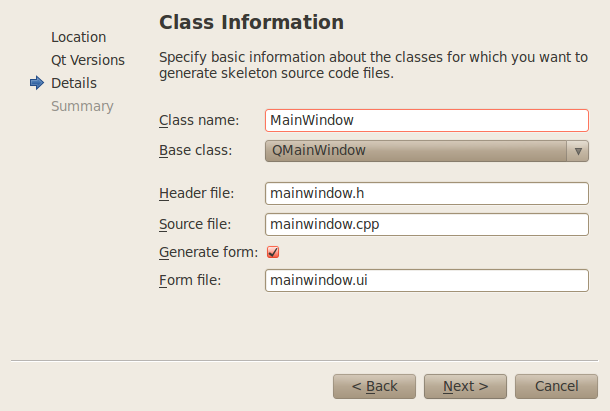 Location
Qt Versions
Details
Summary
Class Information
Specify basic information about the classes for which you want to
generate skeleton source code files.
Class name: MainWindow
Base class: QMainWindow
Header file: mainwindow.h
Source file: mainwindow.cpp
Generate form:
Form file: mainwindow.ui
< Back Next > Cancel